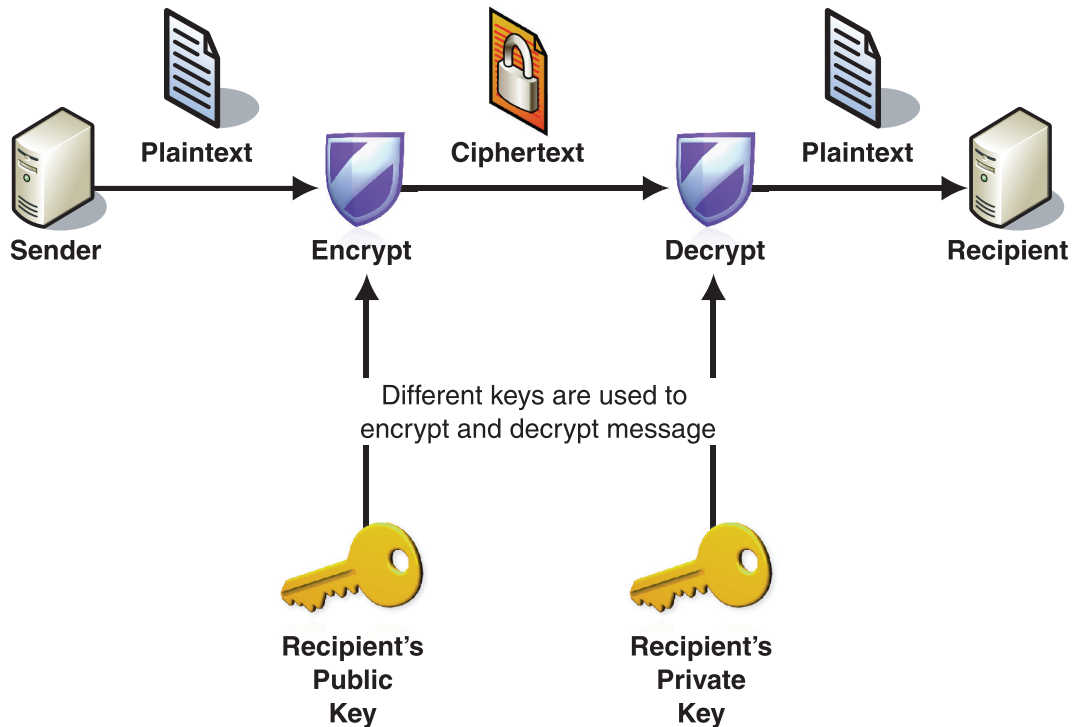 Plaintext
Ciphertext
Plaintext
Sender
Encrypt
Decrypt
Recipient
Different keys are used to
encrypt and decrypt message
Recipient’s
Public
Key
Recipient’s
Private
Key